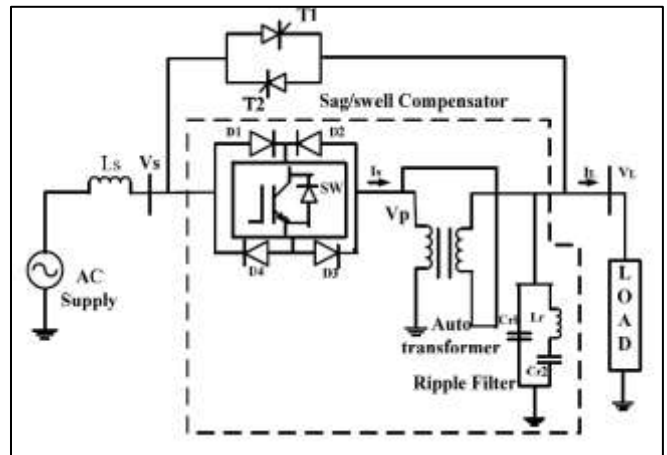 T1
T2
Sag/swell Compensator
D1
D2
Ls
Vs
SW
Is
IL
VL
Vp
D4
D3
AC
Supply
Auto
transformer
Lr
Cr2
Ripple Filter
LOAD